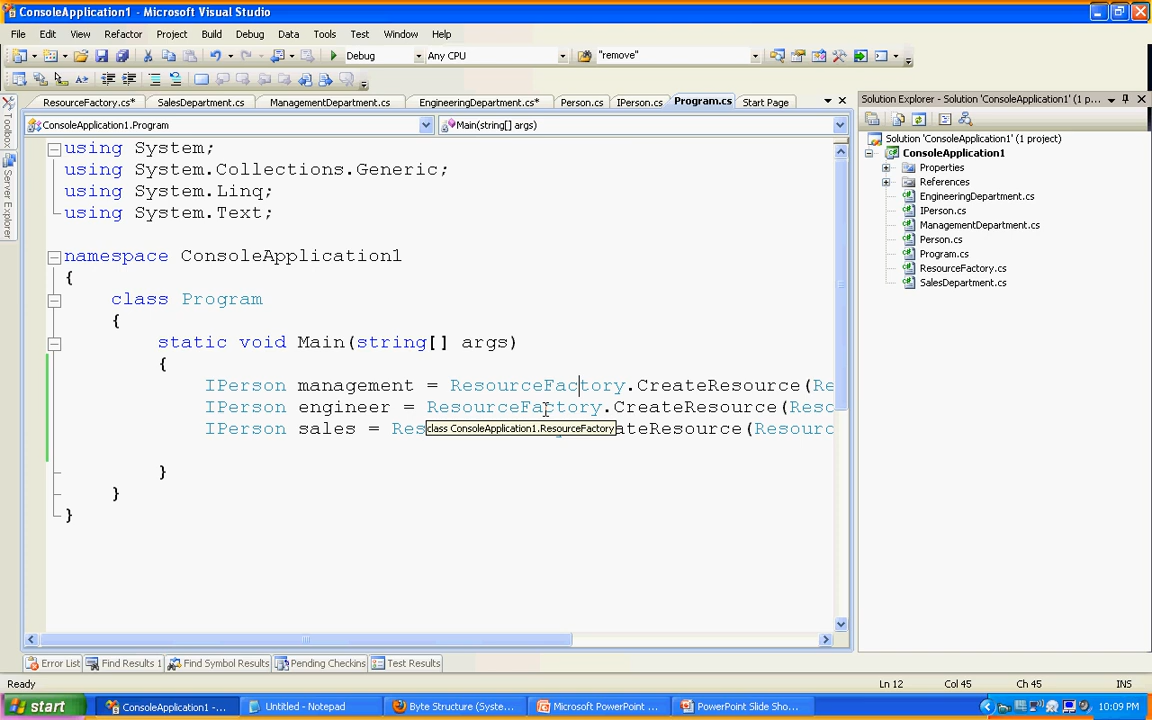 ConsoleApplication1 - Microsoft Visual Studio
File Edit View Refactor Project Build Debug Data Tools Test Window Help
Debug Any CPU "remove"
ResourceFactory.cs* SalesDepartment.cs ManagementDepartment.cs EngineeringDepartment.cs* Person.cs IPerson.cs Program.cs Start Page
ConsoleApplication1.Program Main(string[] args)
using System;
using System.Collections.Generic;
using System.Linq;
using System.Text;
namespace ConsoleApplication1
{
class Program
{
static void Main(string[] args)
{
IPerson management = ResourceFactory.CreateResource(Re
IPerson engineer = ResourceFactory.CreateResource(Reso
IPerson sales = Res
ateResource(Resourc
class ConsoleApplication1.ResourceFactory
}
}
}
Toolbox
Server Explorer
Solution Explorer - Solution 'ConsoleApplication1' (1 p...
Solution 'ConsoleApplication1' (1 project)
ConsoleApplication1
Properties
References
EngineeringDepartment.cs
IPerson.cs
ManagementDepartment.cs
Person.cs
Program.cs
ResourceFactory.cs
SalesDepartment.cs
Error List Find Results 1 Find Symbol Results Pending Checkins Test Results
Ready Ln 12 Col 45 Ch 45 INS
start ConsoleApplication1 -... Untitled - Notepad Byte Structure (Syste... Microsoft PowerPoint ... PowerPoint Slide Sho... 10:09 PM